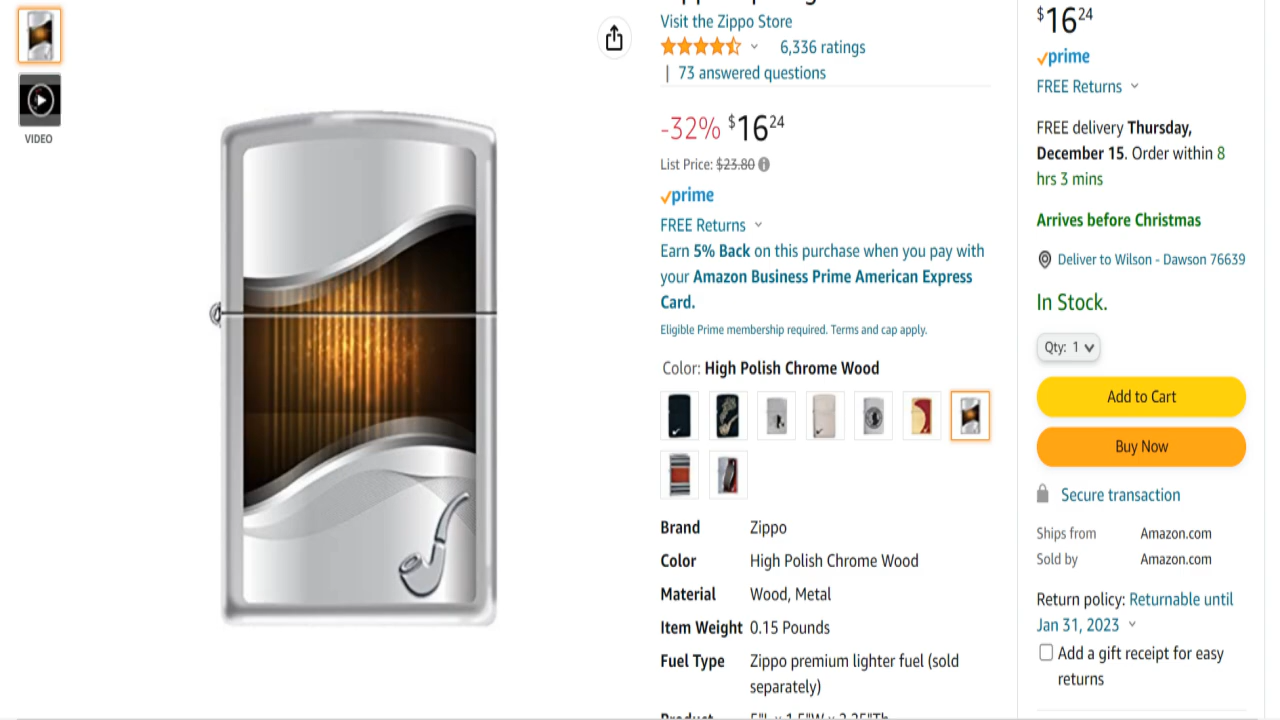 VIDEO
Visit the Zippo Store
6,336 ratings
| 73 answered questions
-32% $16 24
List Price: $23.80
prime
FREE Returns
Earn 5% Back on this purchase when you pay with
your Amazon Business Prime American Express
Card.
Eligible Prime membership required. Terms and cap apply.
Color: High Polish Chrome Wood
Brand Zippo
Color High Polish Chrome Wood
Material Wood, Metal
Item Weight 0.15 Pounds
Fuel Type Zippo premium lighter fuel (sold
separately)
$16 24
prime
FREE Returns
FREE delivery Thursday,
December 15. Order within 8
hrs 3 mins
Arrives before Christmas
Deliver to Wilson - Dawson 76639
In Stock.
Qty: 1
Add to Cart
Buy Now
Secure transaction
Ships from Amazon.com
Sold by Amazon.com
Return policy: Returnable until
Jan 31, 2023
Add a gift receipt for easy
returns